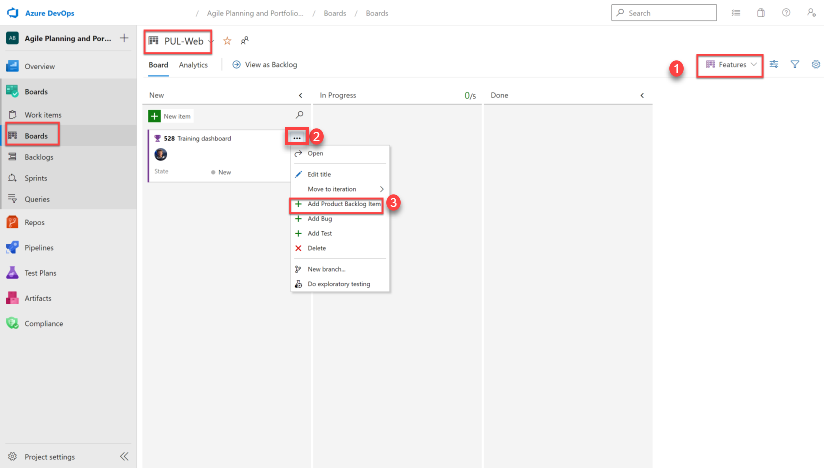 Azure DevOps / Agile Planning and Portfolio... / Boards / Boards Search
AB Agile Planning and Por... +
PUL-Web
1
Features
Overview
Board Analytics View as Backlog
Boards
New In Progress 0/5 Done
Work items
New item
Boards
528 Training dashboard ... 2
Backlogs
Open
State New
Edit title
Sprints
Move to iteration
Queries
Add Product Backlog Item 3
Add Bug
Repos
Add Test
Pipelines
Delete
Test Plans
New branch...
Do exploratory testing
Artifacts
Compliance
Project settings